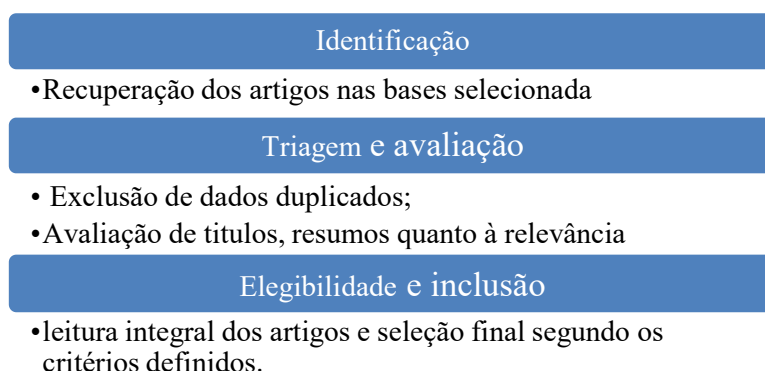 Identificação
•Recuperação dos artigos nas bases selecionada
Triagem e avaliação
• Exclusão de dados duplicados;
•Avaliação de titulos, resumos quanto à relevância
Elegibilidade e inclusão
•leitura integral dos artigos e seleção final segundo os
critérios definidos.